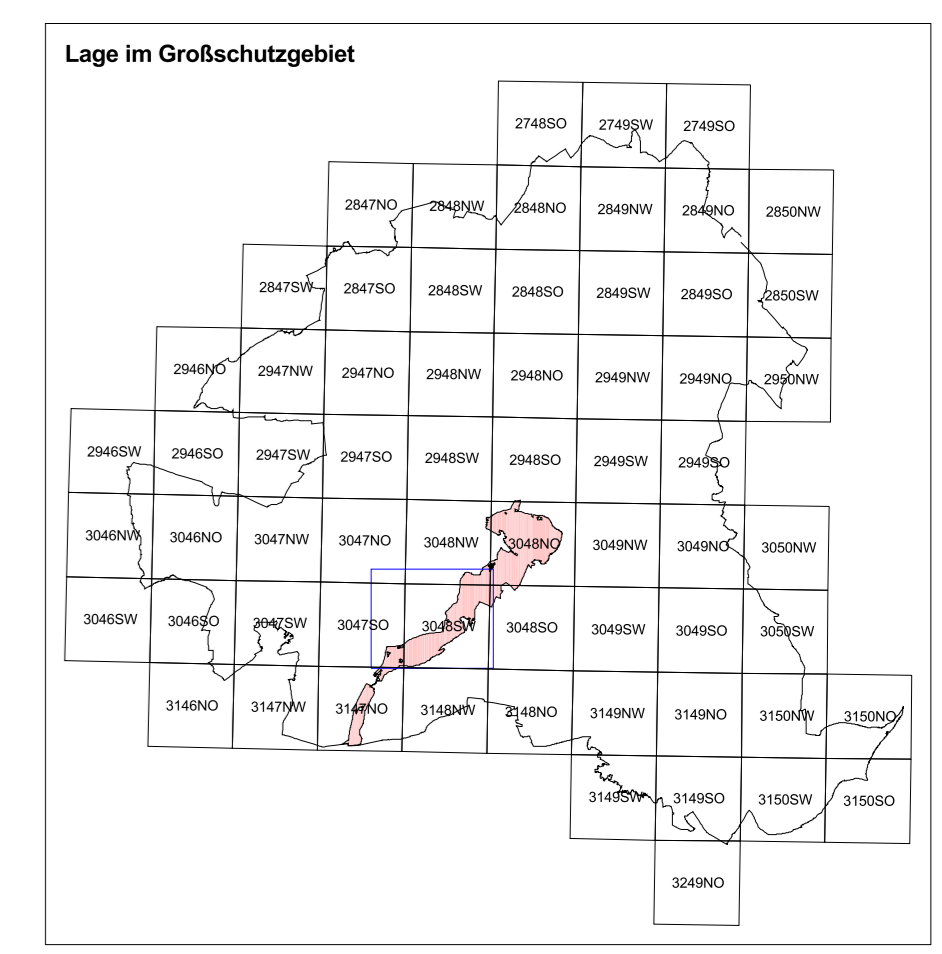 Lage im Großschutzgebiet
2748SO 2749SW 2749SO
2847NO 2848NW 2848NO 2849NW 2849NO 2850NW
2847SW 2847SO 2848SW 2848SO 2849SW 2849SO 2850SW
2946NO 2947NW 2947NO 2948NW 2948NO 2949NW 2949NO 2950NW
2946SW 2946SO 2947SW 2947SO 2948SW 2948SO 2949SW 2949SO
3046NW 3046NO 3047NW 3047NO 3048NW 3048NO 3049NW 3049NO 3050NW
3046SW 3046SO 3047SW 3047SO 3048SW 3048SO 3049SW 3049SO 3050SW
3146NO 3147NW 3147NO 3148NW 3148NO 3149NW 3149NO 3150NW 3150NO
3149SW 3149SO 3150SW 3150SO
3249NO